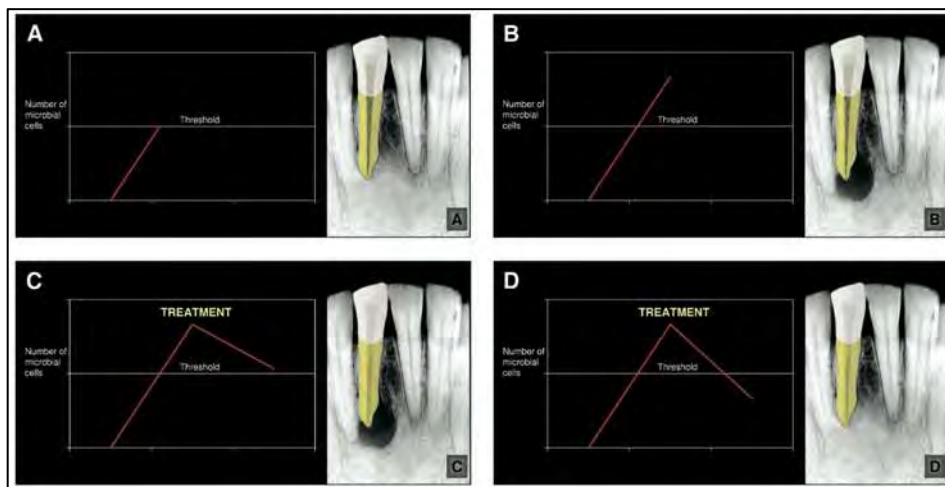 A
Number of
microbial
cells
Threshold
A
B
Number of
microbial
cells
Threshold
B
C
TREATMENT
Number of
microbial
cells
Threshold
C
D
TREATMENT
Number of
microbial
cells
Threshold
D